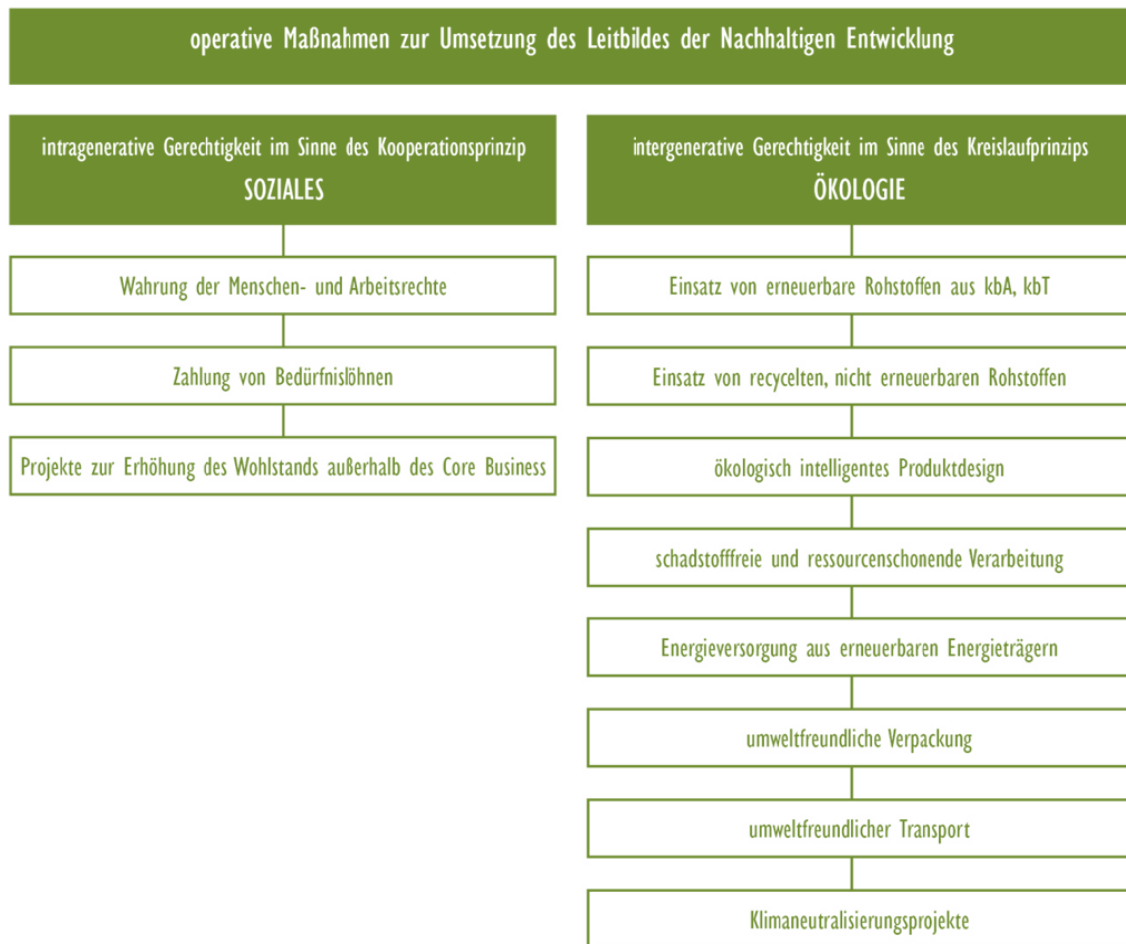 operative Maßnahmen zur Umsetzung des Leitbildes der Nachhaltigen Entwicklung
intragenerative Gerechtigkeit im Sinne des Kooperationsprinzip
SOZIALES
Wahrung der Menschen- und Arbeitsrechte
Zahlung von Bedürfnislöhnen
Projekte zur Erhöhung des Wohlstands außerhalb des Core Business
intergenerative Gerechtigkeit im Sinne des Kreislaufprinzips
ÖKOLOGIE
Einsatz von erneuerbare Rohstoffen aus kbA, kbT
Einsatz von recycelten, nicht erneuerbaren Rohstoffen
ökologisch intelligentes Produktdesign
schadstofffreie und ressourcenschonende Verarbeitung
Energieversorgung aus erneuerbaren Energieträgern
umweltfreundliche Verpackung
umweltfreundlicher Transport
Klimaneutralisierungsprojekte